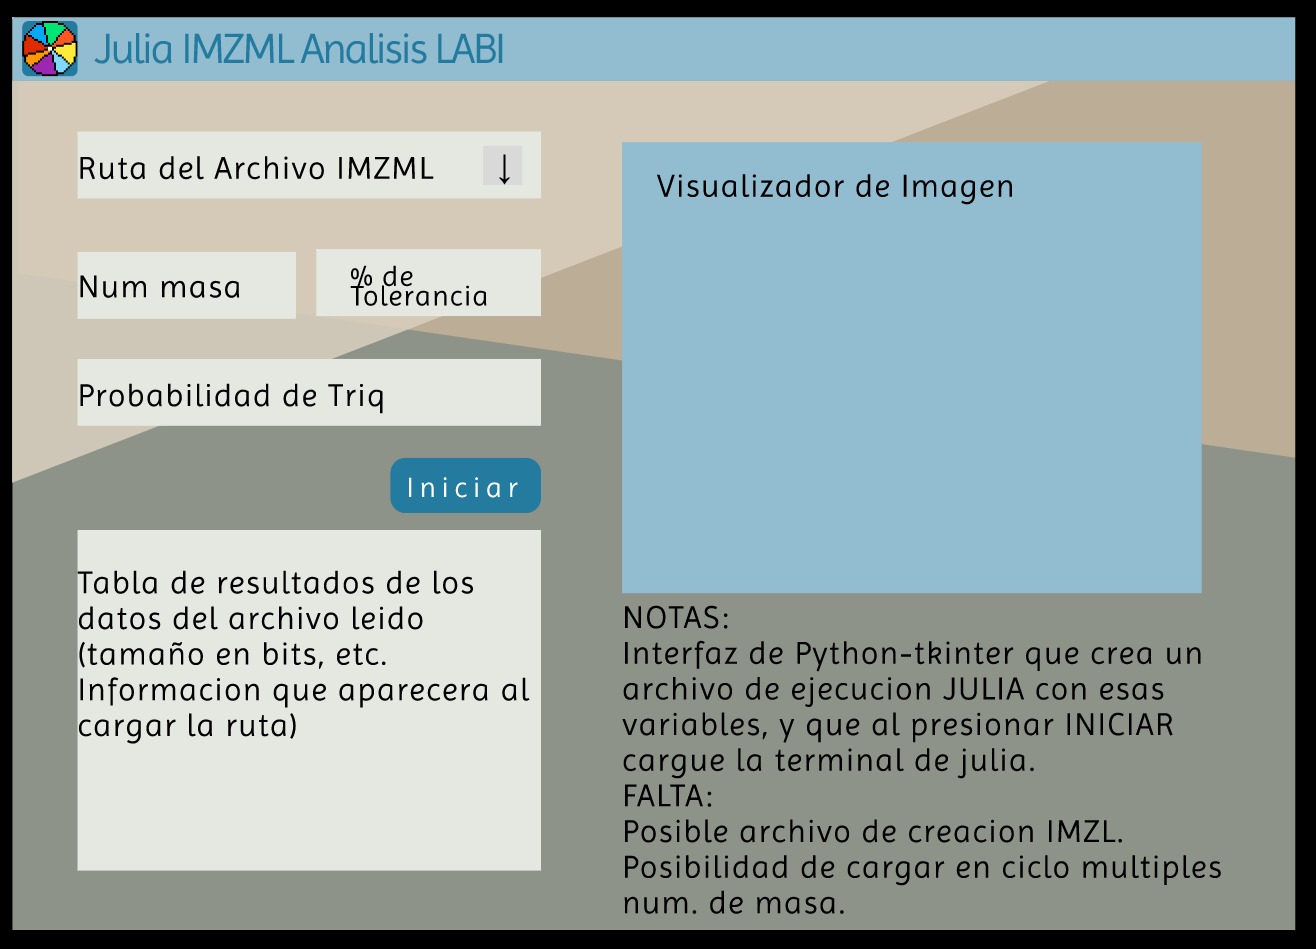 Julia IMZML Analisis LABI
Ruta del Archivo IMZML ↓
Num masa
% de
Tolerancia
Probabilidad de Triq
Iniciar
Tabla de resultados de los
datos del archivo leido
(tamaño en bits, etc.
Informacion que aparecera al
cargar la ruta)
Visualizador de Imagen
NOTAS:
Interfaz de Python-tkinter que crea un
archivo de ejecucion JULIA con esas
variables, y que al presionar INICIAR
cargue la terminal de julia.
FALTA:
Posible archivo de creacion IMZL.
Posibilidad de cargar en ciclo multiples
num. de masa.